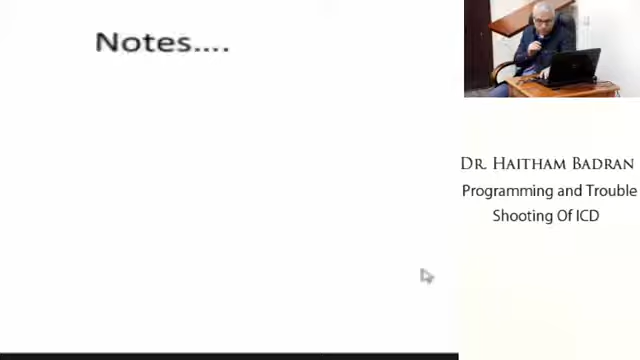 Notes....
DR. HAITHAM BADRAN
Programming and Trouble
Shooting Of ICD